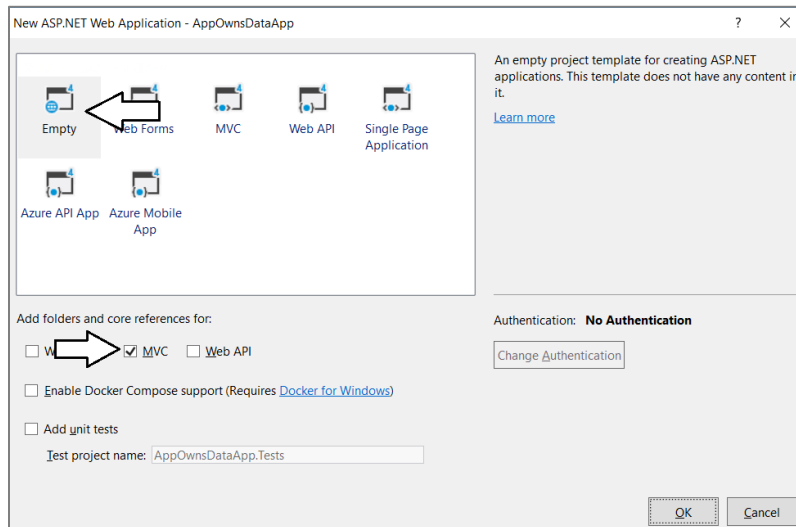 New ASP.NET Web Application - AppOwnsDataApp
? ×
An empty project template for creating ASP.NET
applications. This template does not have any content in
it.
Learn more
Empty
Web Forms
MVC
Web API
Single Page
Application
Azure API App
Azure Mobile
App
Add folders and core references for:
W
MVC
Web API
Authentication: No Authentication
Change Authentication
Enable Docker Compose support (Requires Docker for Windows)
Add unit tests
Test project name: AppOwnsDataApp.Tests
OK
Cancel